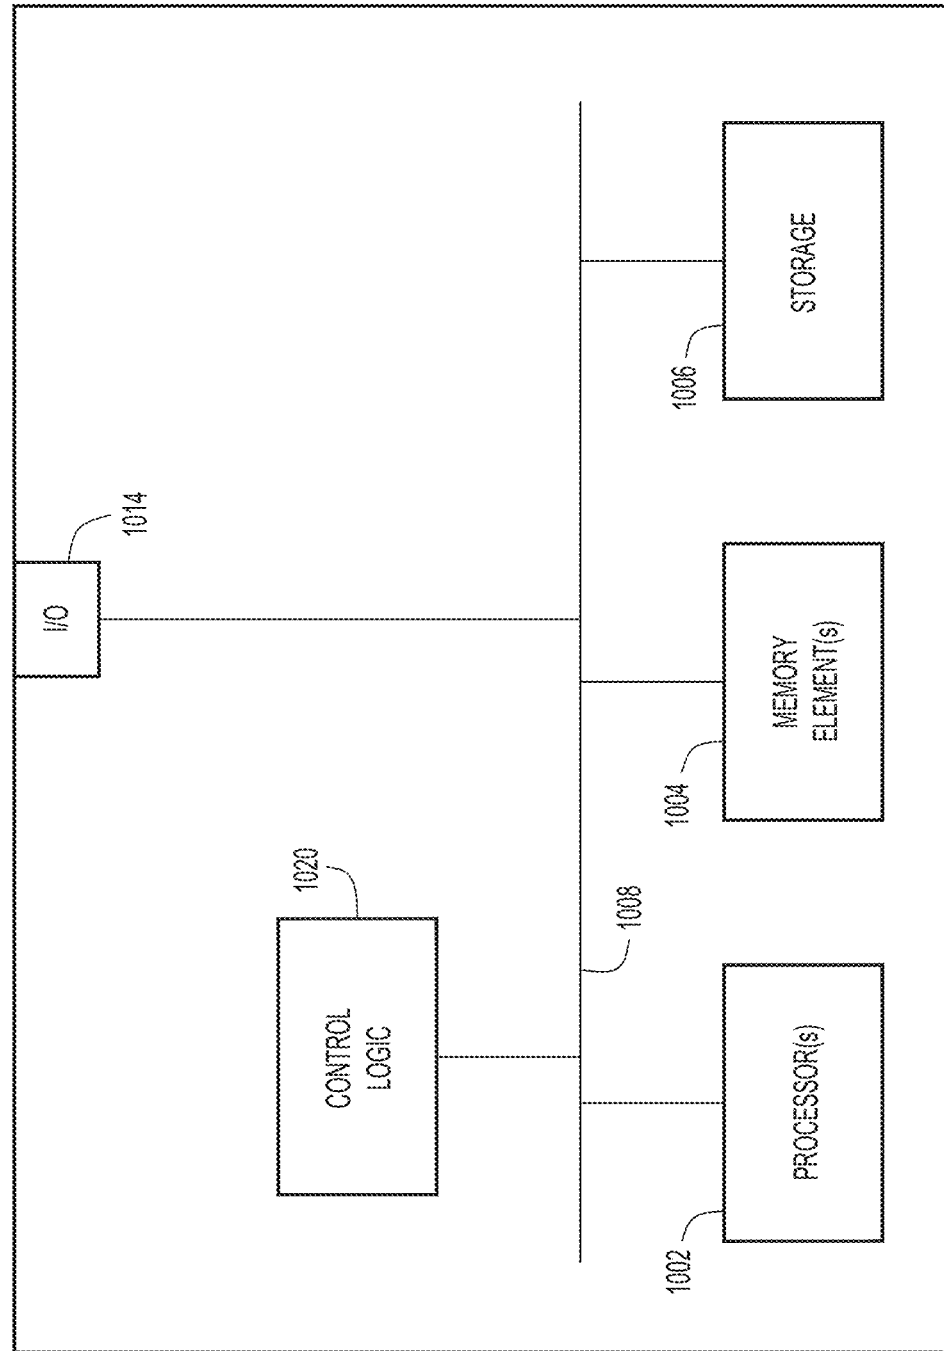 I/O
1014
CONTROL
LOGIC
1020
1008
PROCESSOR(s)
1002
MEMORY
ELEMENT(s)
1004
STORAGE
1006